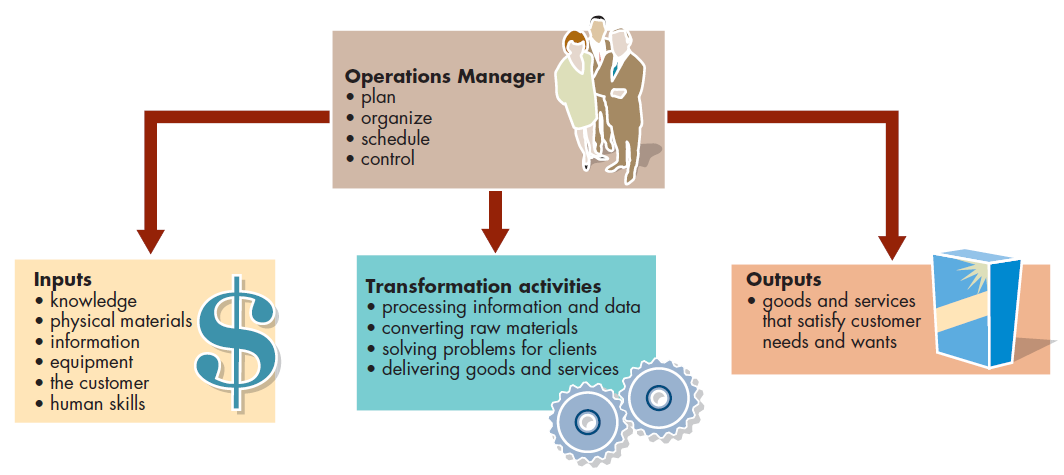 Operations Manager
• plan
• organize
• schedule
• control
Inputs
• knowledge
• physical materials
• information
• equipment
• the customer
• human skills
$
Transformation activities
• processing information and data
• converting raw materials
• solving problems for clients
• delivering goods and services
Outputs
• goods and services
that satisfy customer
needs and wants